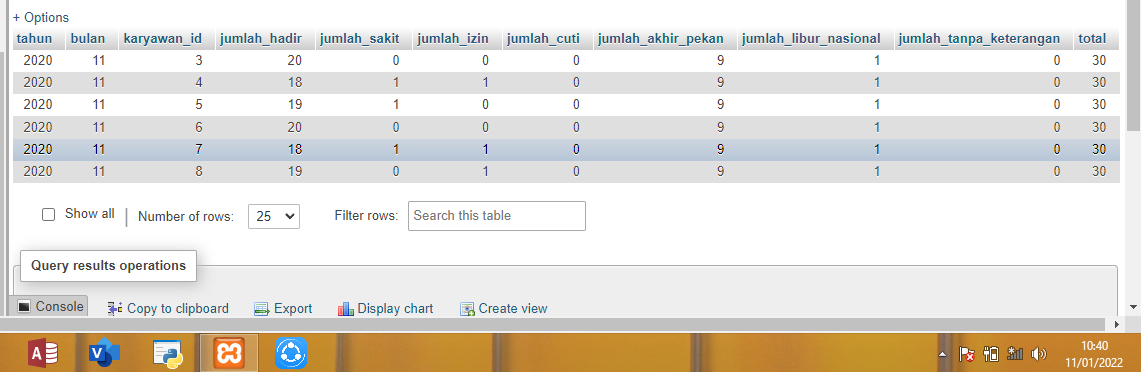 + Options
tahun bulan karyawan_id jumlah_hadir jumlah_sakit jumlah_izin jumlah_cuti jumlah_akhir_pekan jumlah_libur_nasional jumlah_tanpa_keterangan total
2020 11 3 20 0 0 0 9 1 0 30
2020 11 4 18 1 1 0 9 1 0 30
2020 11 5 19 1 0 0 9 1 0 30
2020 11 6 20 0 0 0 9 1 0 30
2020 11 7 18 1 1 0 9 1 0 30
2020 11 8 19 0 1 0 9 1 0 30
Show all | Number of rows: 25 Filter rows: Search this table
Query results operations
Console Copy to clipboard Export Display chart Create view
10:40
11/01/2022